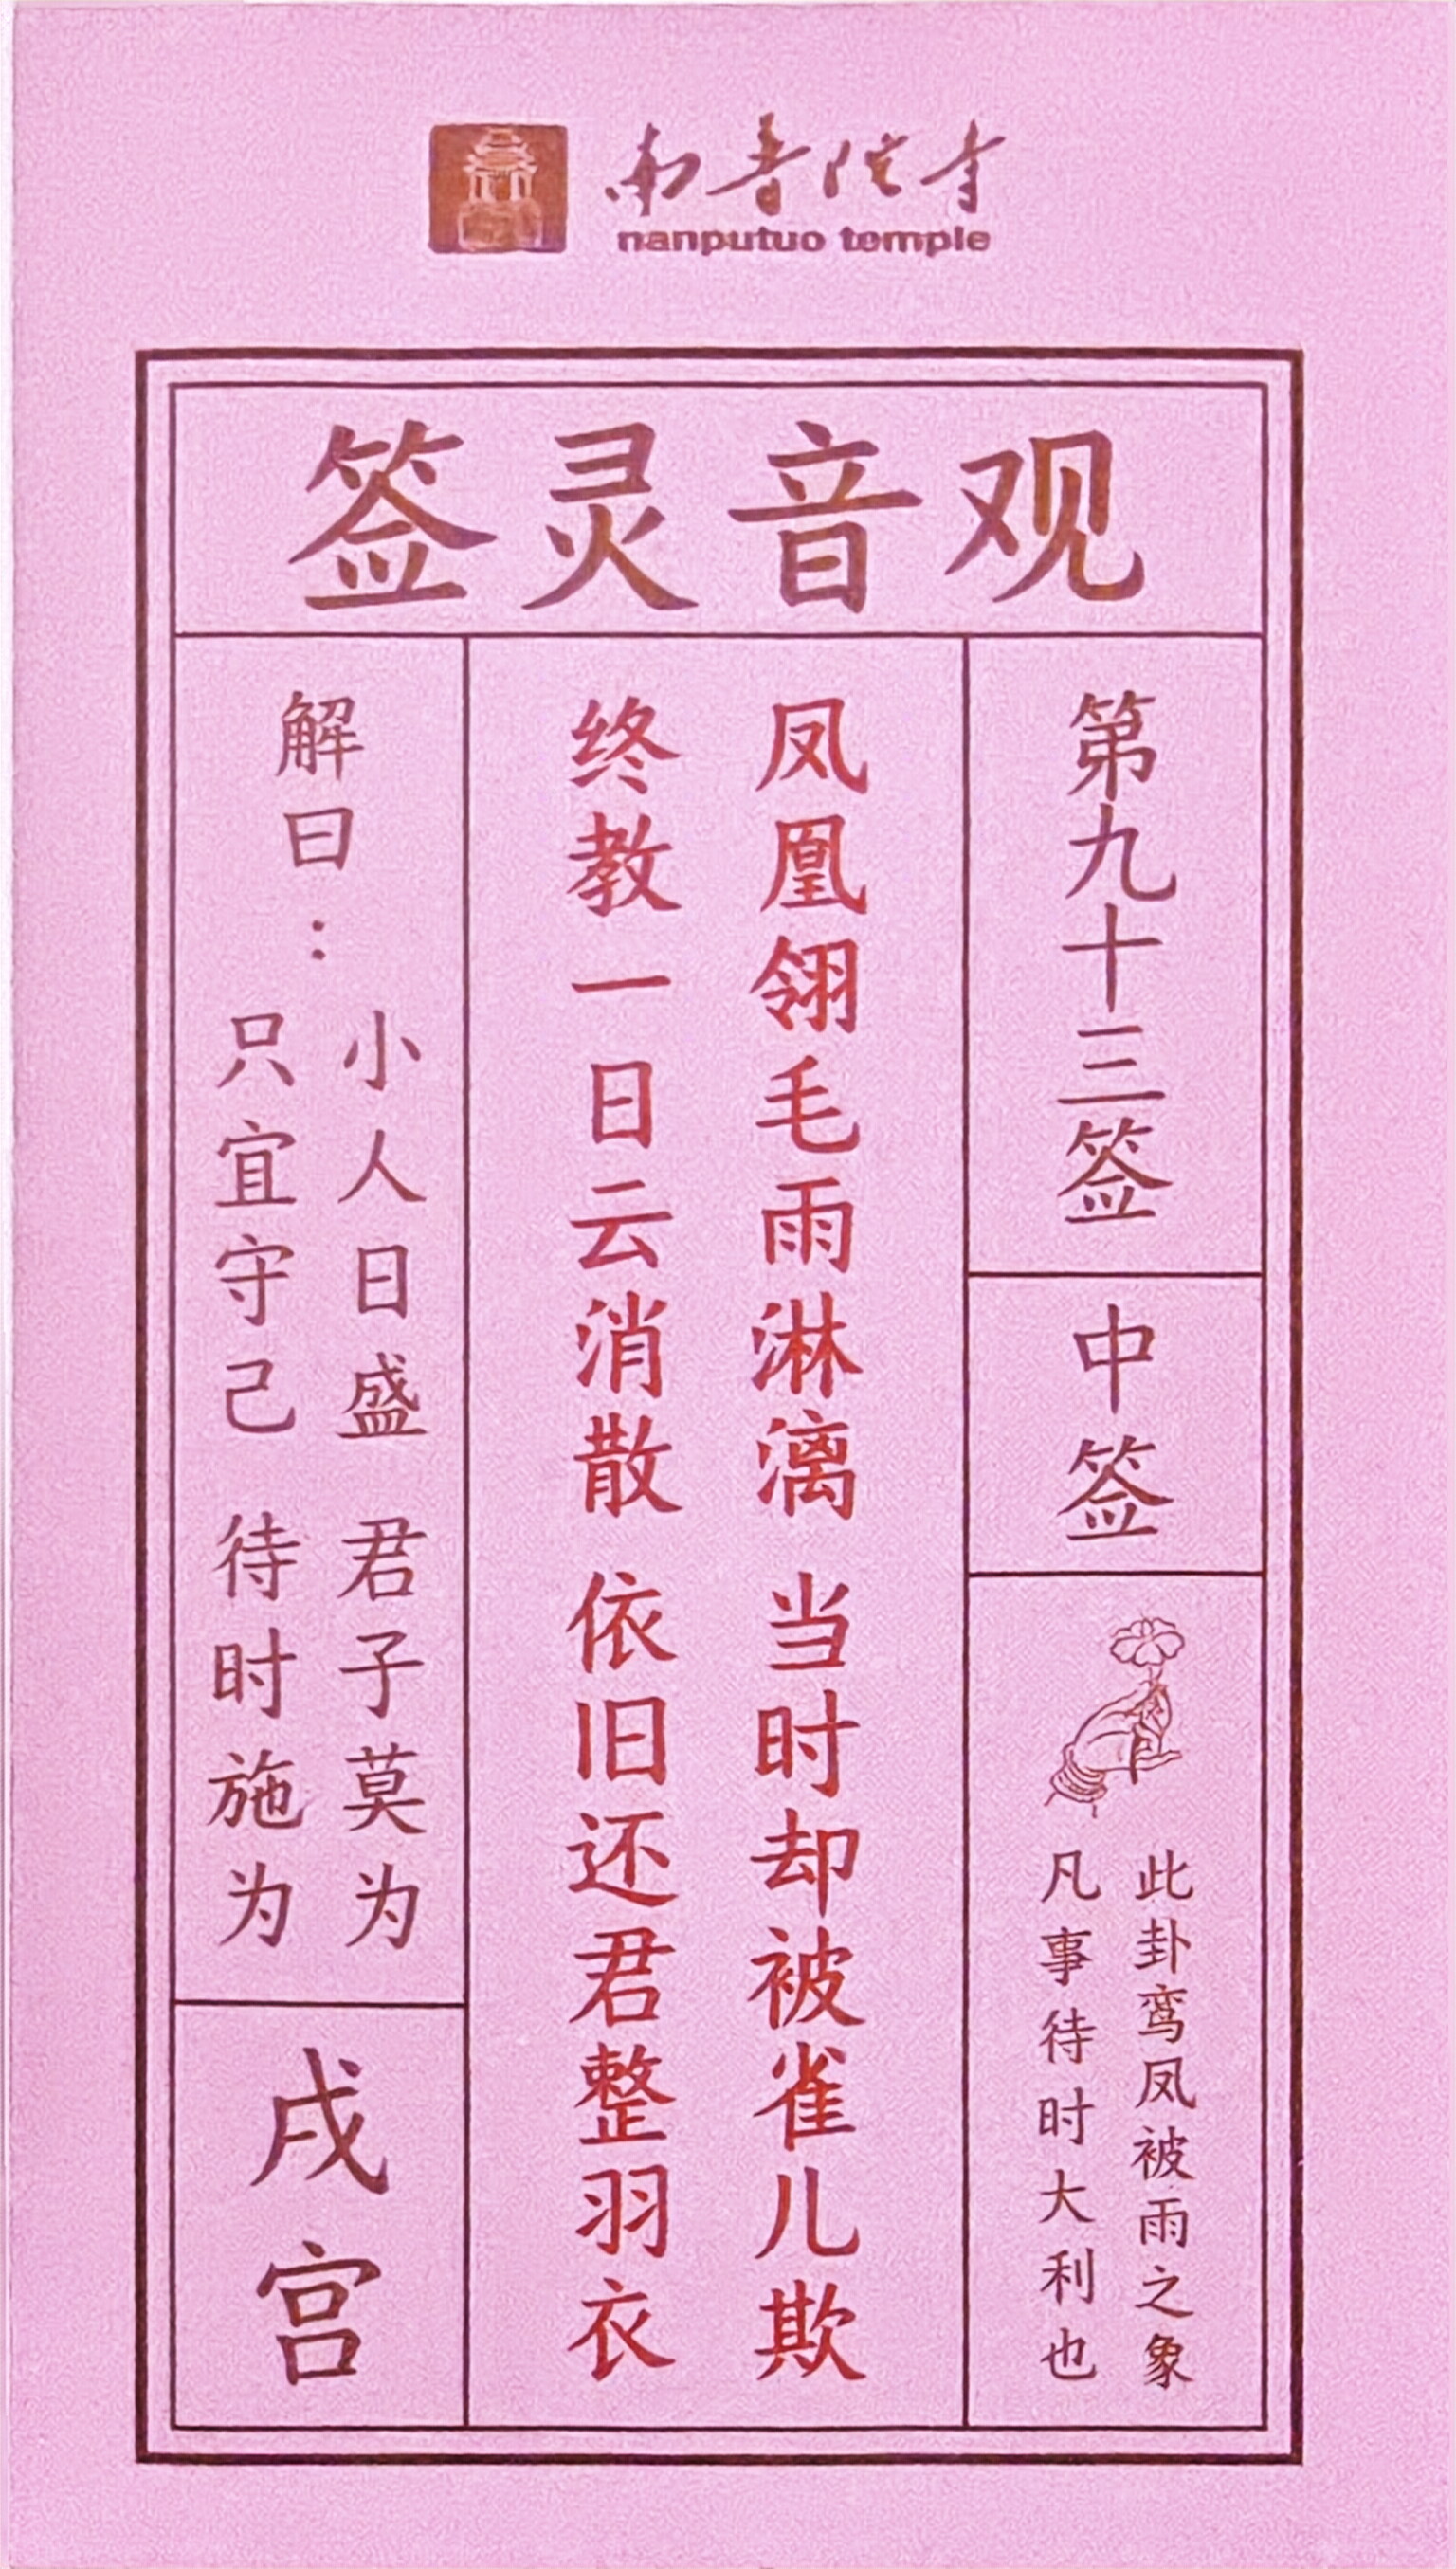 南普陀寺
nanputuo temple
观音灵签
第九十三签
中签
此卦鸾凤被雨之象
凡事待时大利也
凤凰翎毛雨淋漓 当时却被雀儿欺
终教一日云消散 依旧还君整羽衣
解曰：
小人日盛 君子莫为
只宜守己 待时施为
戌宫